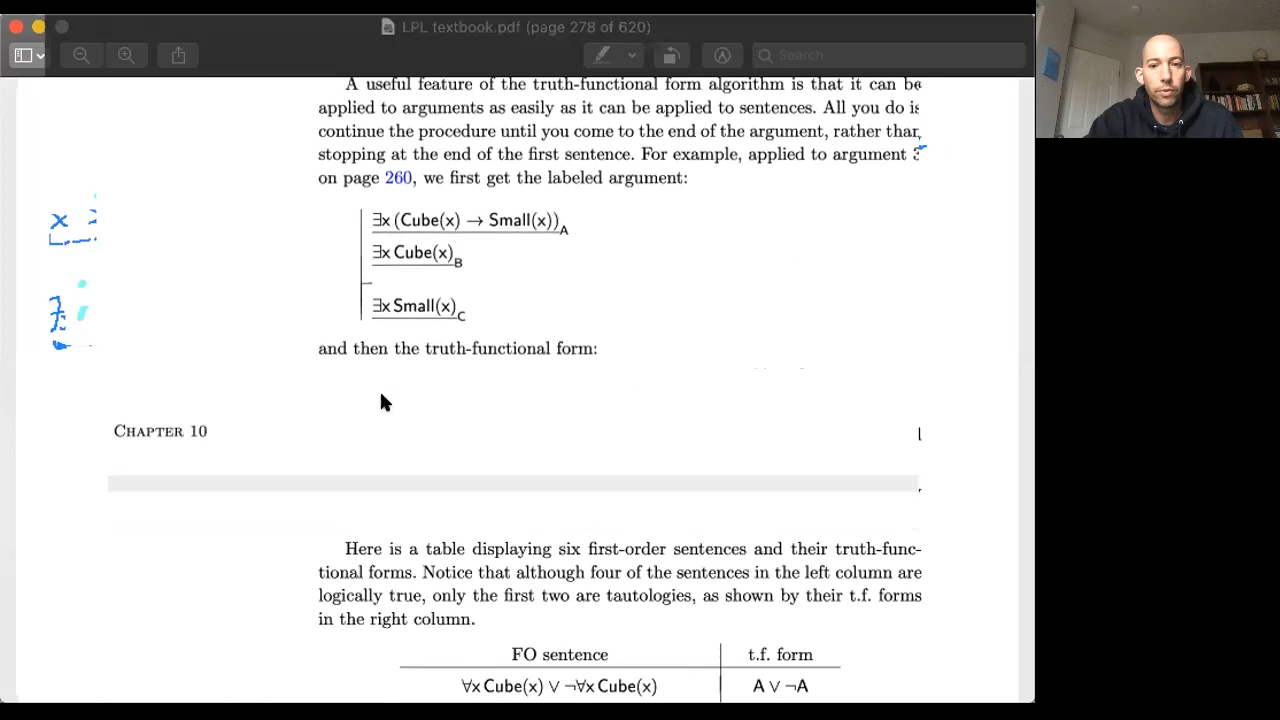 LPL textbook.pdf (page 278 of 620)
Search
A useful feature of the truth-functional form algorithm is that it can be
applied to arguments as easily as it can be applied to sentences. All you do is
continue the procedure until you come to the end of the argument, rather than
stopping at the end of the first sentence. For example, applied to argument 3
on page 260, we first get the labeled argument:
∃x (Cube(x) → Small(x))A
∃x Cube(x)B
∃x Small(x)C
and then the truth-functional form:
CHAPTER 10
Here is a table displaying six first-order sentences and their truth-func-
tional forms. Notice that although four of the sentences in the left column are
logically true, only the first two are tautologies, as shown by their t.f. forms
in the right column.
FO sentence t.f. form
∀x Cube(x) ∨ ¬∀x Cube(x) A ∨ ¬A